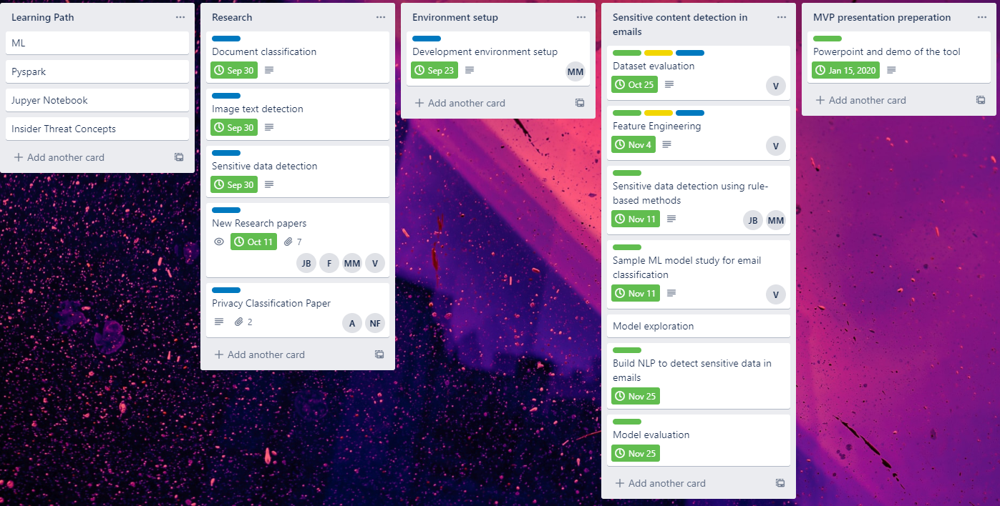 Learning Path
ML
Pyspark
Jupyer Notebook
Insider Threat Concepts
Add another card
Research
Document classification
Sep 30
Image text detection
Sep 30
Sensitive data detection
Sep 30
New Research papers
Oct 11 7
JB F MM V
Privacy Classification Paper
2 A NF
Add another card
Environment setup
Development environment setup
Sep 23 MM
Add another card
Sensitive content detection in
emails
Dataset evaluation
Oct 25 V
Feature Engineering
Nov 4 V
Sensitive data detection using rule-
based methods
Nov 11 JB MM
Sample ML model study for email
classification
Nov 11 V
Model exploration
Build NLP to detect sensitive data in
emails
Nov 25
Model evaluation
Nov 25
Add another card
MVP presentation preperation
Powerpoint and demo of the tool
Jan 15, 2020
Add another card